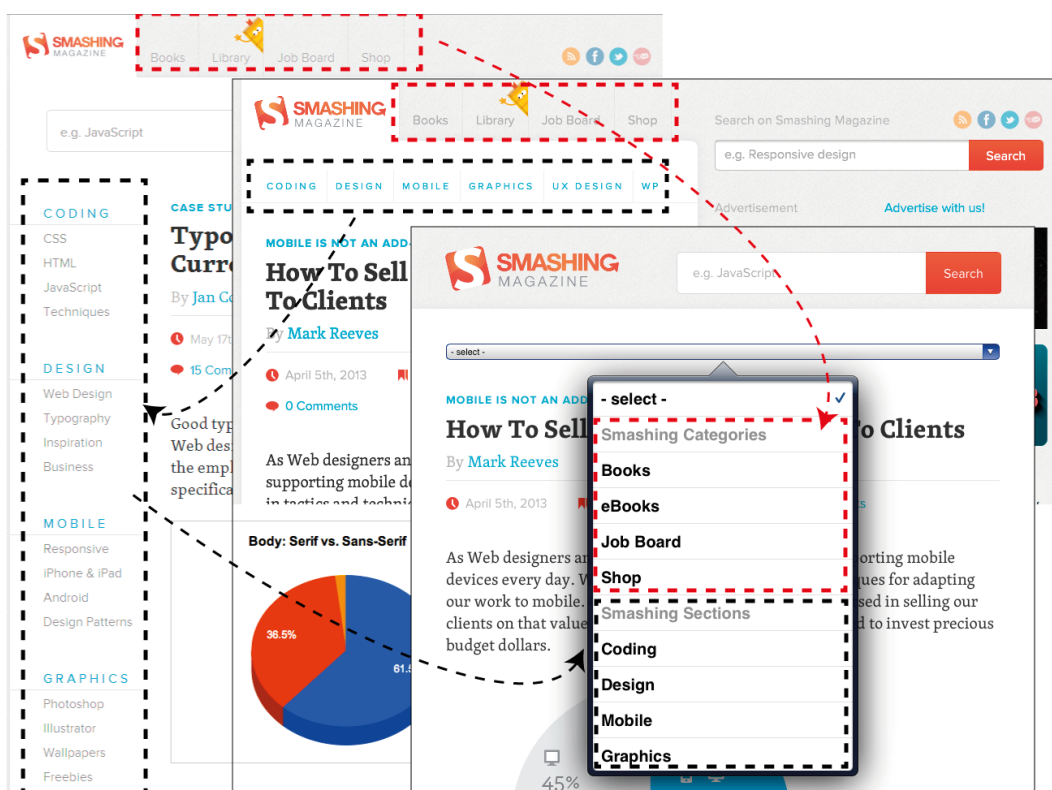 SMASHING
MAGAZINE
Books Library Job Board Shop
e.g. JavaScript
CODING
CSS
HTML
JavaScript
Techniques
DESIGN
Web Design
Typography
Inspiration
Business
MOBILE
Responsive
iPhone & iPad
Android
Design Patterns
GRAPHICS
Photoshop
Illustrator
Wallpapers
Freebies
CASE STU
Typo
Curre
By Jan Co
May 17t
15 Com
Good typ
Web des
the empl
specifica
Body: Serif vs. Sans-Serif
36.5%
61.5
SMASHING
MAGAZINE
Books Library Job Board Shop
CODING DESIGN MOBILE GRAPHICS UX DESIGN WP
Search on Smashing Magazine
e.g. Responsive design Search
Advertisement Advertise with us!
MOBILE IS NOT AN ADD-
How To Sell
To Clients
By Mark Reeves
April 5th, 2013
0 Comments
As Web designers an
supporting mobile de
in tactics and techni
SMASHING
MAGAZINE
e.g. JavaScript Search
- select -
MOBILE IS NOT AN ADD
How To Sell o Clients
By Mark Reeves
April 5th, 2013
As Web designers an orting mobile
devices every day. W ques for adapting
our work to mobile. sed in selling our
clients on that value d to invest precious
budget dollars.
45%
- select -
Smashing Categories
Books
eBooks
Job Board
Shop
Smashing Sections
Coding
Design
Mobile
Graphics